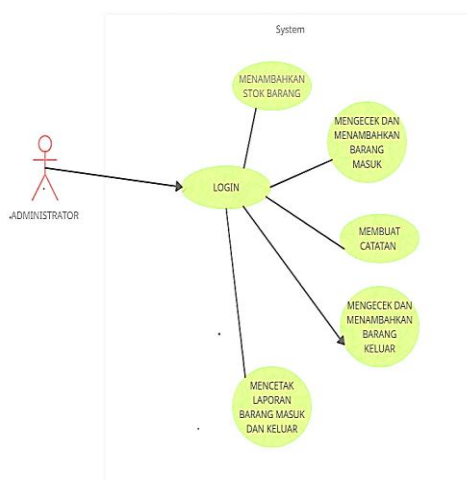 System
MENAMBAHKAN
STOK BARANG
MENGECEK DAN
MENAMBAHKAN
BARANG
MASUK
LOGIN
ADMINISTRATOR
MEMBUAT
CATATAN
MENGECEK DAN
MENAMBAHKAN
BARANG
KELUAR
MENCETAK
LAPORAN
BARANG MASUK
DAN KELUAR